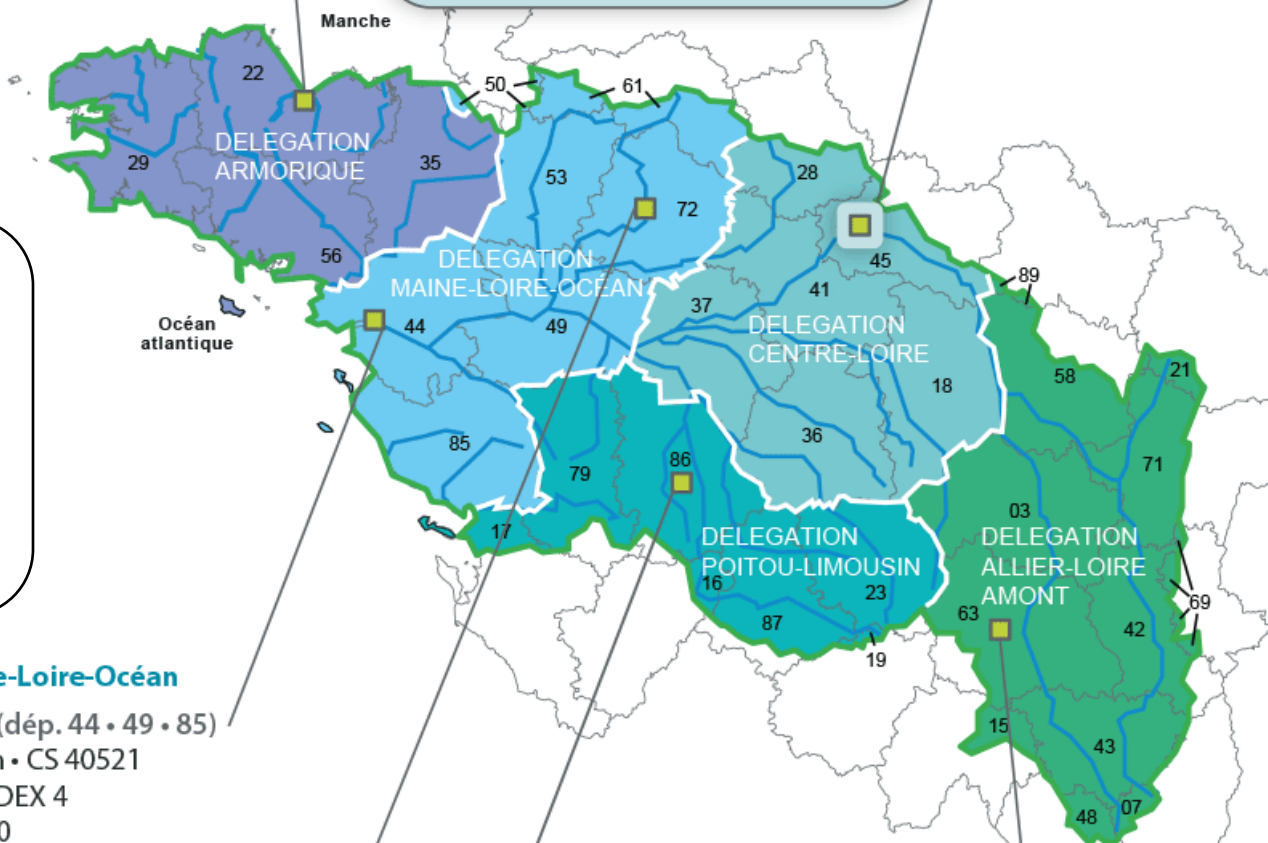 Manche
50
61
22
DELEGATION
ARMORIQUE
29
35
53
72
28
56
DELEGATION
MAINE-LOIRE-OCEAN
45
89
41
37
Océan
atlantique
44
49
DELEGATION
CENTRE-LOIRE
18
58
21
85
79
86
36
71
03
17
DELEGATION
POITOU-LIMOUSIN
DELEGATION
ALLIER-LOIRE
AMONT
16
23
87
63
69
42
19
15
43
48
07
e-Loire-Océan
(dép. 44 • 49 • 85)
n • CS 40521
DEX 4
0